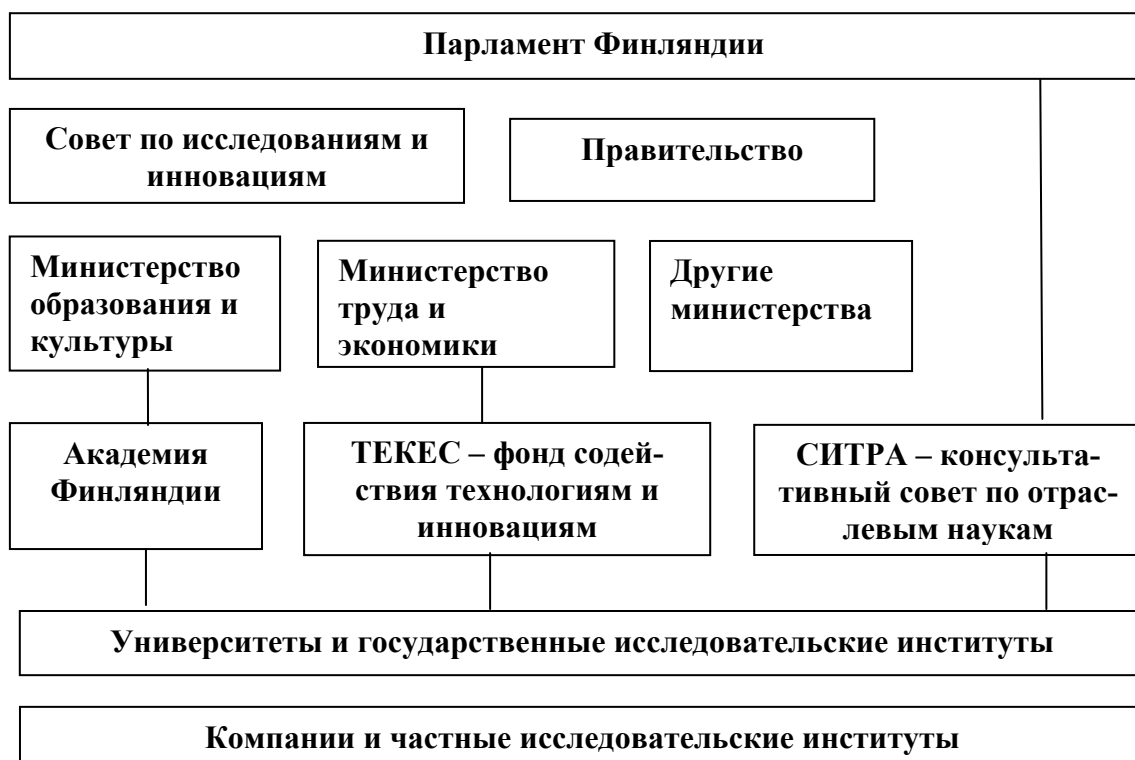 Парламент Финляндии
Совет по исследованиям и
инновациям
Правительство
Министерство
образования и
культуры
Министерство
труда и
экономики
Другие
министерства
Академия
Финляндии
ТЕКЕС – фонд содей-
ствия технологиям и
инновациям
СИТРА – консульта-
тивный совет по отрас-
левым наукам
Университеты и государственные исследовательские институты
Компании и частные исследовательские институты